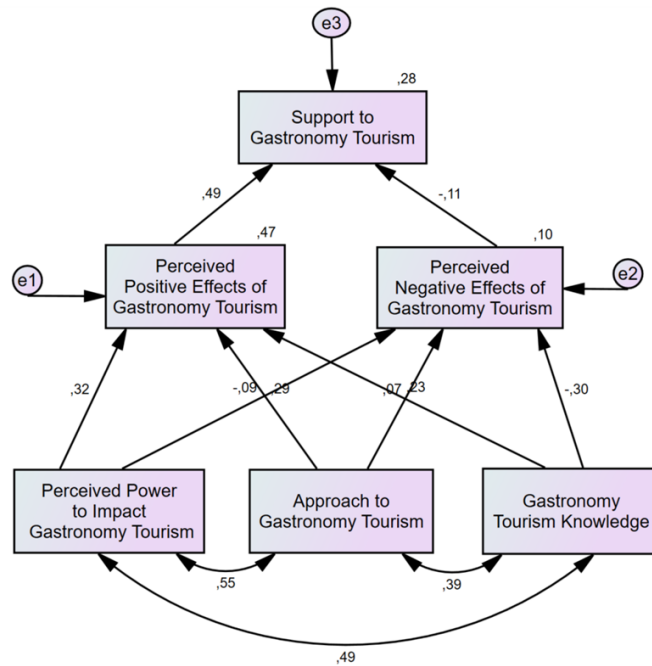 e3
,28
Support to
Gastronomy Tourism
,49
-,11
,47
,10
e1
Perceived
Positive Effects of
Gastronomy Tourism
Perceived
Negative Effects of
Gastronomy Tourism
e2
,32
-,09
,29
,07
,23
-,30
Perceived Power
to Impact
Gastronomy Tourism
Approach to
Gastronomy Tourism
Gastronomy
Tourism Knowledge
,55
,39
,49